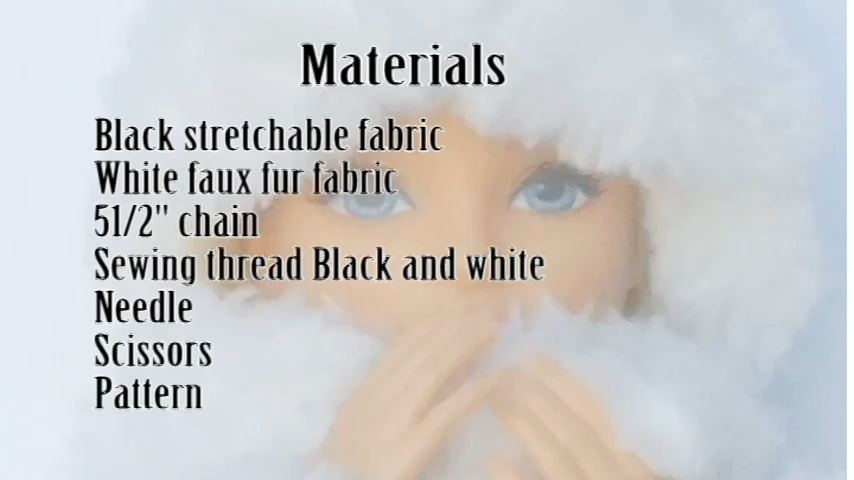 Materials
Black stretchable fabric
White faux fur fabric
51/2" chain
Sewing thread Black and white
Needle
Scissors
Pattern